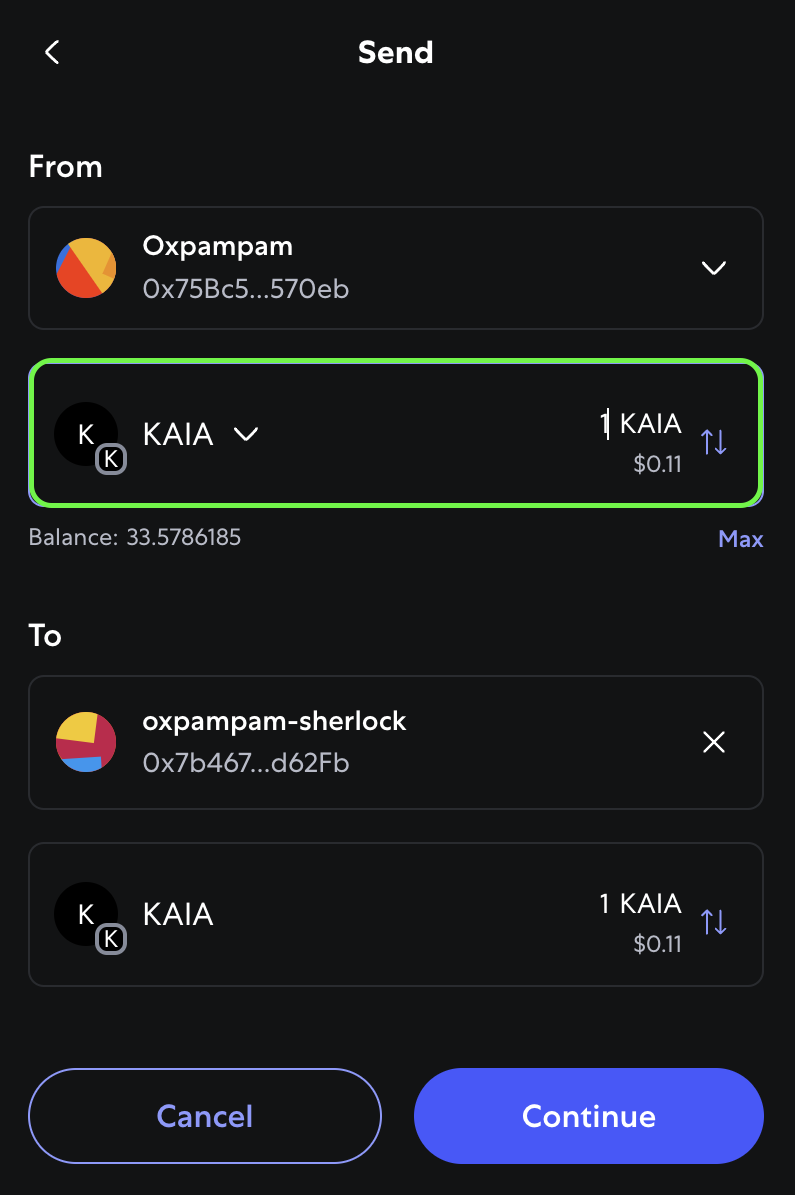 Send
From
Oxpampam
0x75Bc5...570eb
K
K
KAIA
1 KAIA
$0.11
Balance: 33.5786185
Max
To
oxpampam-sherlock
0x7b467...d62Fb
K
K
KAIA
1 KAIA
$0.11
Cancel
Continue